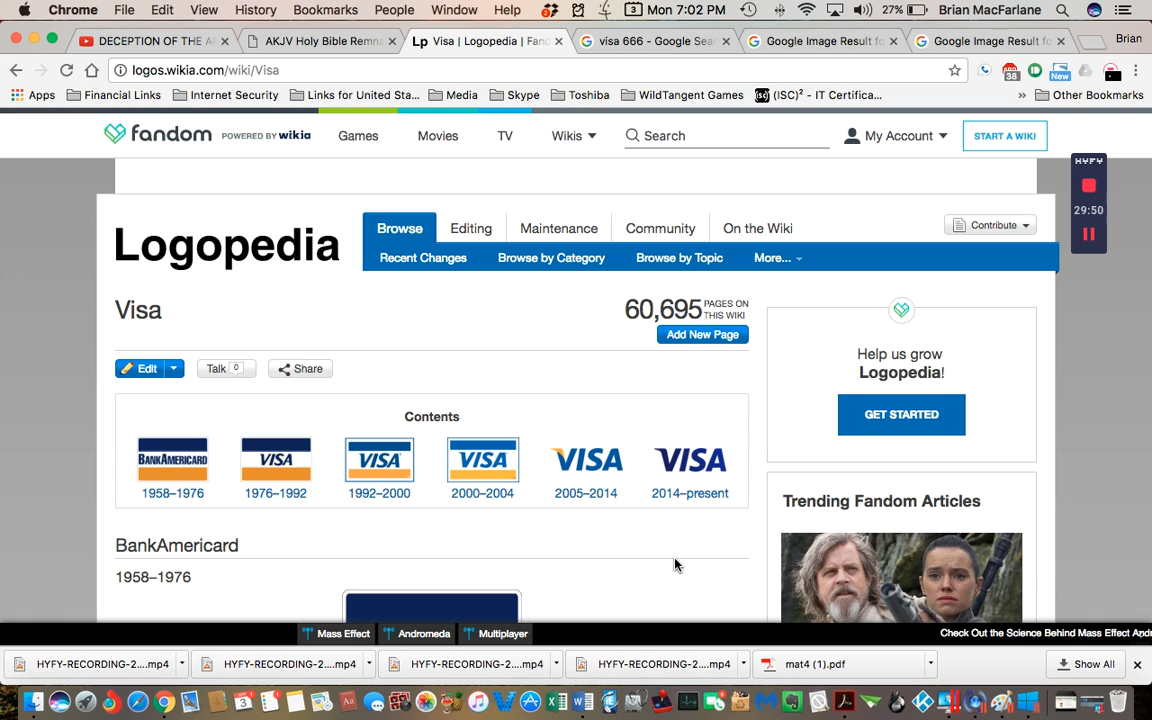 Chrome File Edit View History Bookmarks People Window Help 3 Mon 7:02 PM 27% Brian MacFarlane
DECEPTION OF THE A
AKJV Holy Bible Remna
Lp Visa | Logopedia | Fan
visa 666 - Google Sea
Google Image Result fo
Google Image Result fo
Brian
logos.wikia.com/wiki/Visa
38
New
Apps Financial Links Internet Security Links for United Sta... Media Skype Toshiba WildTangent Games (ISC)² - IT Certifica... » Other Bookmarks
fandom POWERED BY wikia Games Movies TV Wikis Search My Account START A WIKI
HYFY
29:50
Logopedia
Browse Editing Maintenance Community On the Wiki Contribute
Recent Changes Browse by Category Browse by Topic More...
Visa
60,695 PAGES ON THIS WIKI
Add New Page
Edit Talk 0 Share
Help us grow
Logopedia!
GET STARTED
Contents
BANKAMERICARD VISA VISA VISA VISA VISA
1958–1976 1976–1992 1992–2000 2000–2004 2005–2014 2014–present
Trending Fandom Articles
BankAmericard
1958–1976
Mass Effect Andromeda Multiplayer
Check Out the Science Behind Mass Effect And
HYFY-RECORDING-2....mp4 HYFY-RECORDING-2....mp4 HYFY-RECORDING-2....mp4 HYFY-RECORDING-2....mp4 mat4 (1).pdf Show All